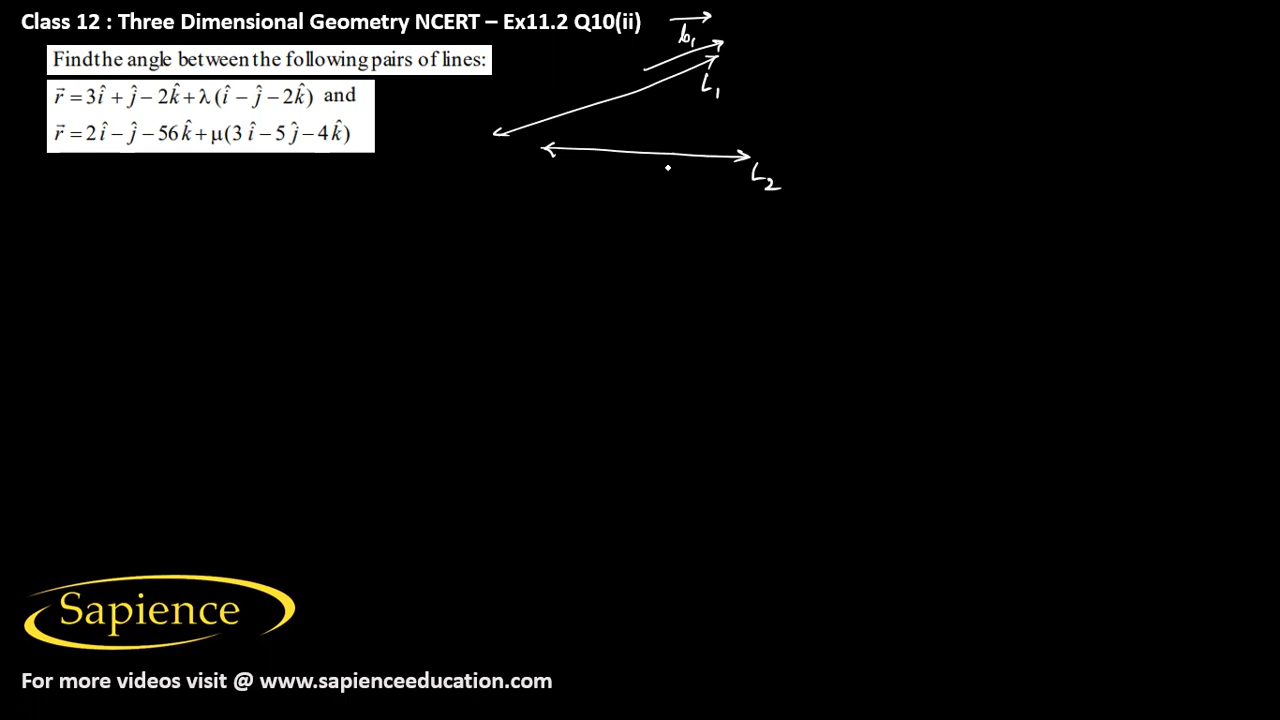 Class 12 : Three Dimensional Geometry NCERT – Ex11.2 Q10(ii)
Find the angle between the following pairs of lines:
r⃗ = 3î + ĵ – 2k̂ + λ (î – ĵ – 2k̂) and
r⃗ = 2î – ĵ – 56k̂ + μ(3î – 5ĵ – 4k̂)
b₁
L₁
L₂
Sapience
For more videos visit @ www.sapienceeducation.com